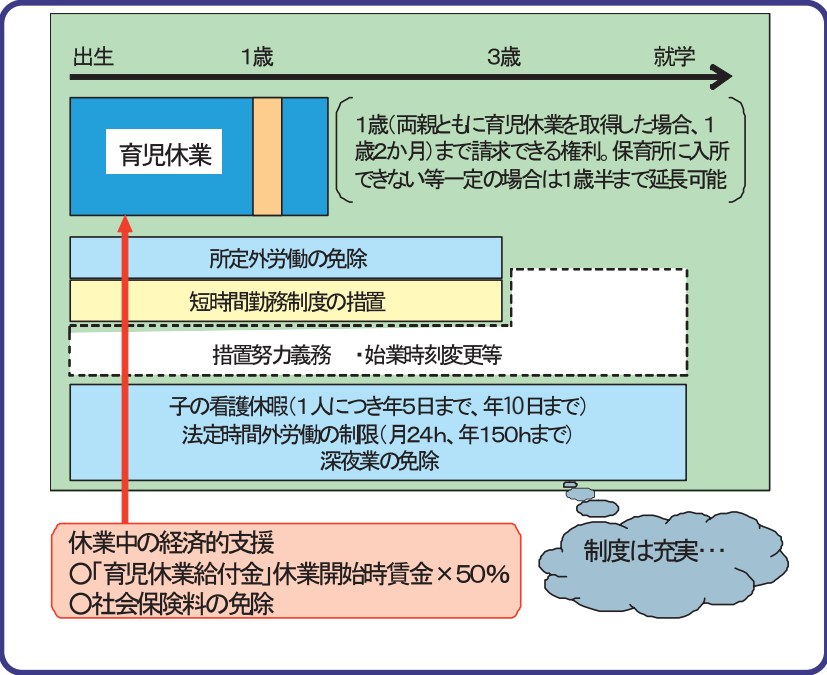 出生 1歳 3歳 就学
育児休業
1歳(両親ともに育児休業を取得した場合、1
歳2か月)まで請求できる権利。保育所に入所
できない等一定の場合は1歳半まで延長可能
所定外労働の免除
短時間勤務制度の措置
措置努力義務 ・始業時刻変更等
子の看護休暇(1人につき年5日まで、年10日まで)
法定時間外労働の制限(月24h、年150hまで)
深夜業の免除
休業中の経済的支援
○「育児休業給付金」休業開始時賃金×50%
○社会保険料の免除
制度は充実…